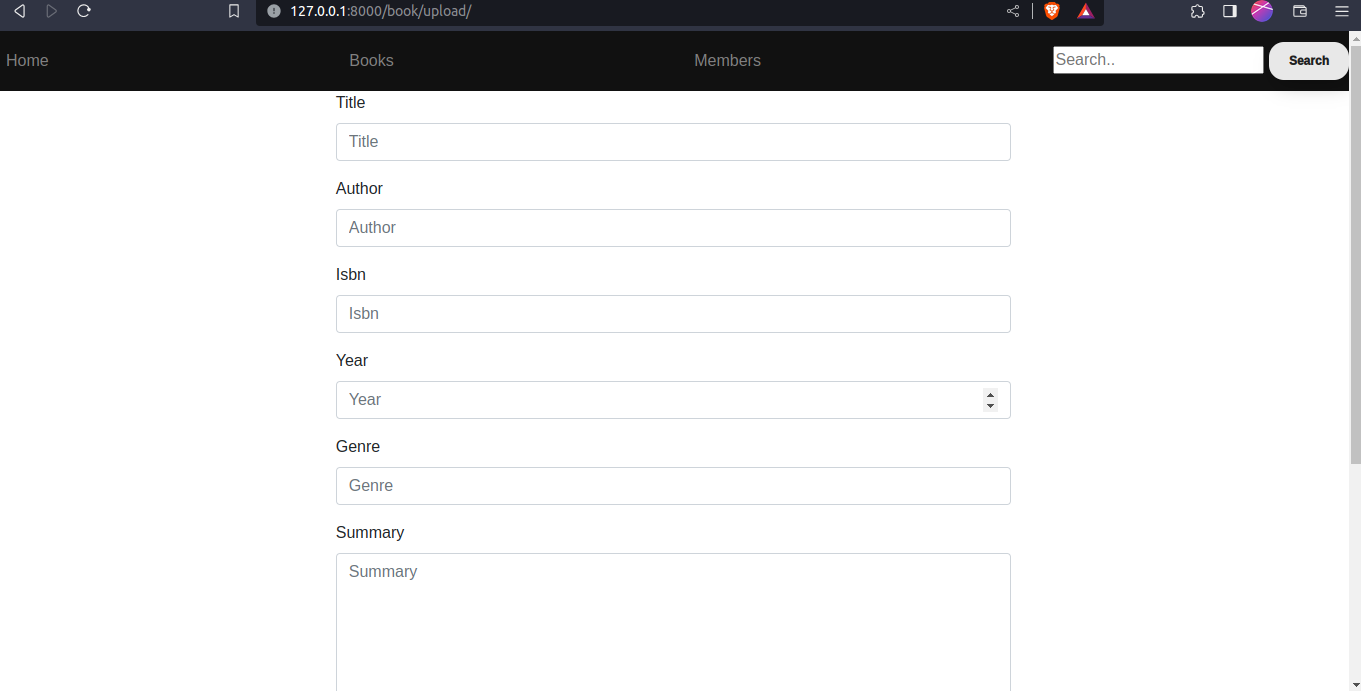 127.0.0.1:8000/book/upload/
Home Books Members Search.. Search
Title
Title
Author
Author
Isbn
Isbn
Year
Year
Genre
Genre
Summary
Summary